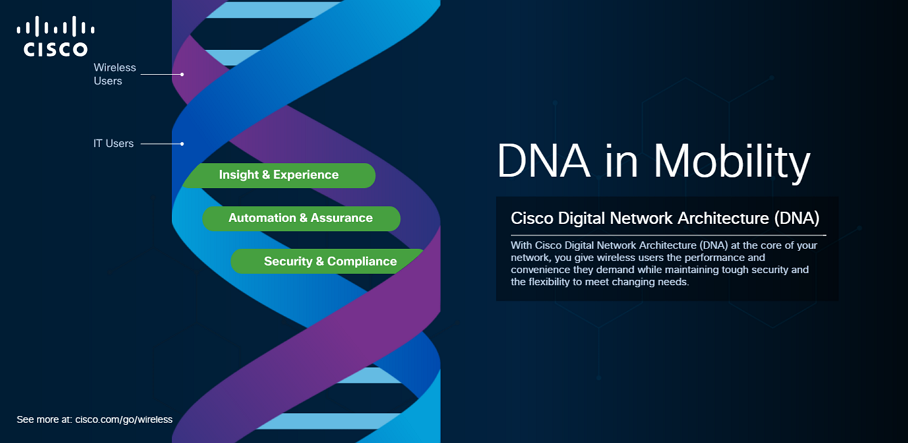 CISCO
Wireless
Users
IT Users
Insight & Experience
Automation & Assurance
Security & Compliance
DNA in Mobility
Cisco Digital Network Architecture (DNA)
With Cisco Digital Network Architecture (DNA) at the core of your
network, you give wireless users the performance and
convenience they demand while maintaining tough security and
the flexibility to meet changing needs.
See more at: cisco.com/go/wireless